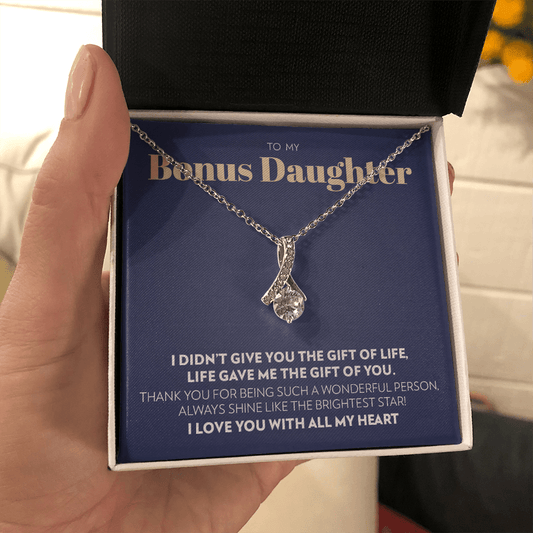 TO MY
Bonus Daughter
I DIDN'T GIVE YOU THE GIFT OF LIFE,
LIFE GAVE ME THE GIFT OF YOU.
THANK YOU FOR BEING SUCH A WONDERFUL PERSON,
ALWAYS SHINE LIKE THE BRIGHTEST STAR!
I LOVE YOU WITH ALL MY HEART